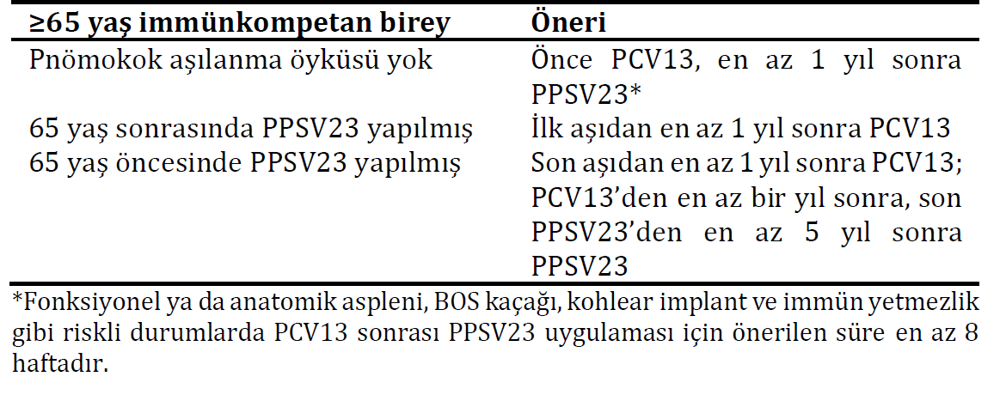 ≥65 yaş immünkompetan birey Öneri
Pnömokok aşılanma öyküsü yok Önce PCV13, en az 1 yıl sonra
PPSV23*
65 yaş sonrasında PPSV23 yapılmış İlk aşıdan en az 1 yıl sonra PCV13
65 yaş öncesinde PPSV23 yapılmış Son aşıdan en az 1 yıl sonra PCV13;
PCV13’den en az bir yıl sonra, son
PPSV23’den en az 5 yıl sonra
PPSV23
*Fonksiyonel ya da anatomik aspleni, BOS kaçağı, kohlear implant ve immün yetmezlik
gibi riskli durumlarda PCV13 sonrası PPSV23 uygulaması için önerilen süre en az 8
haftadır.